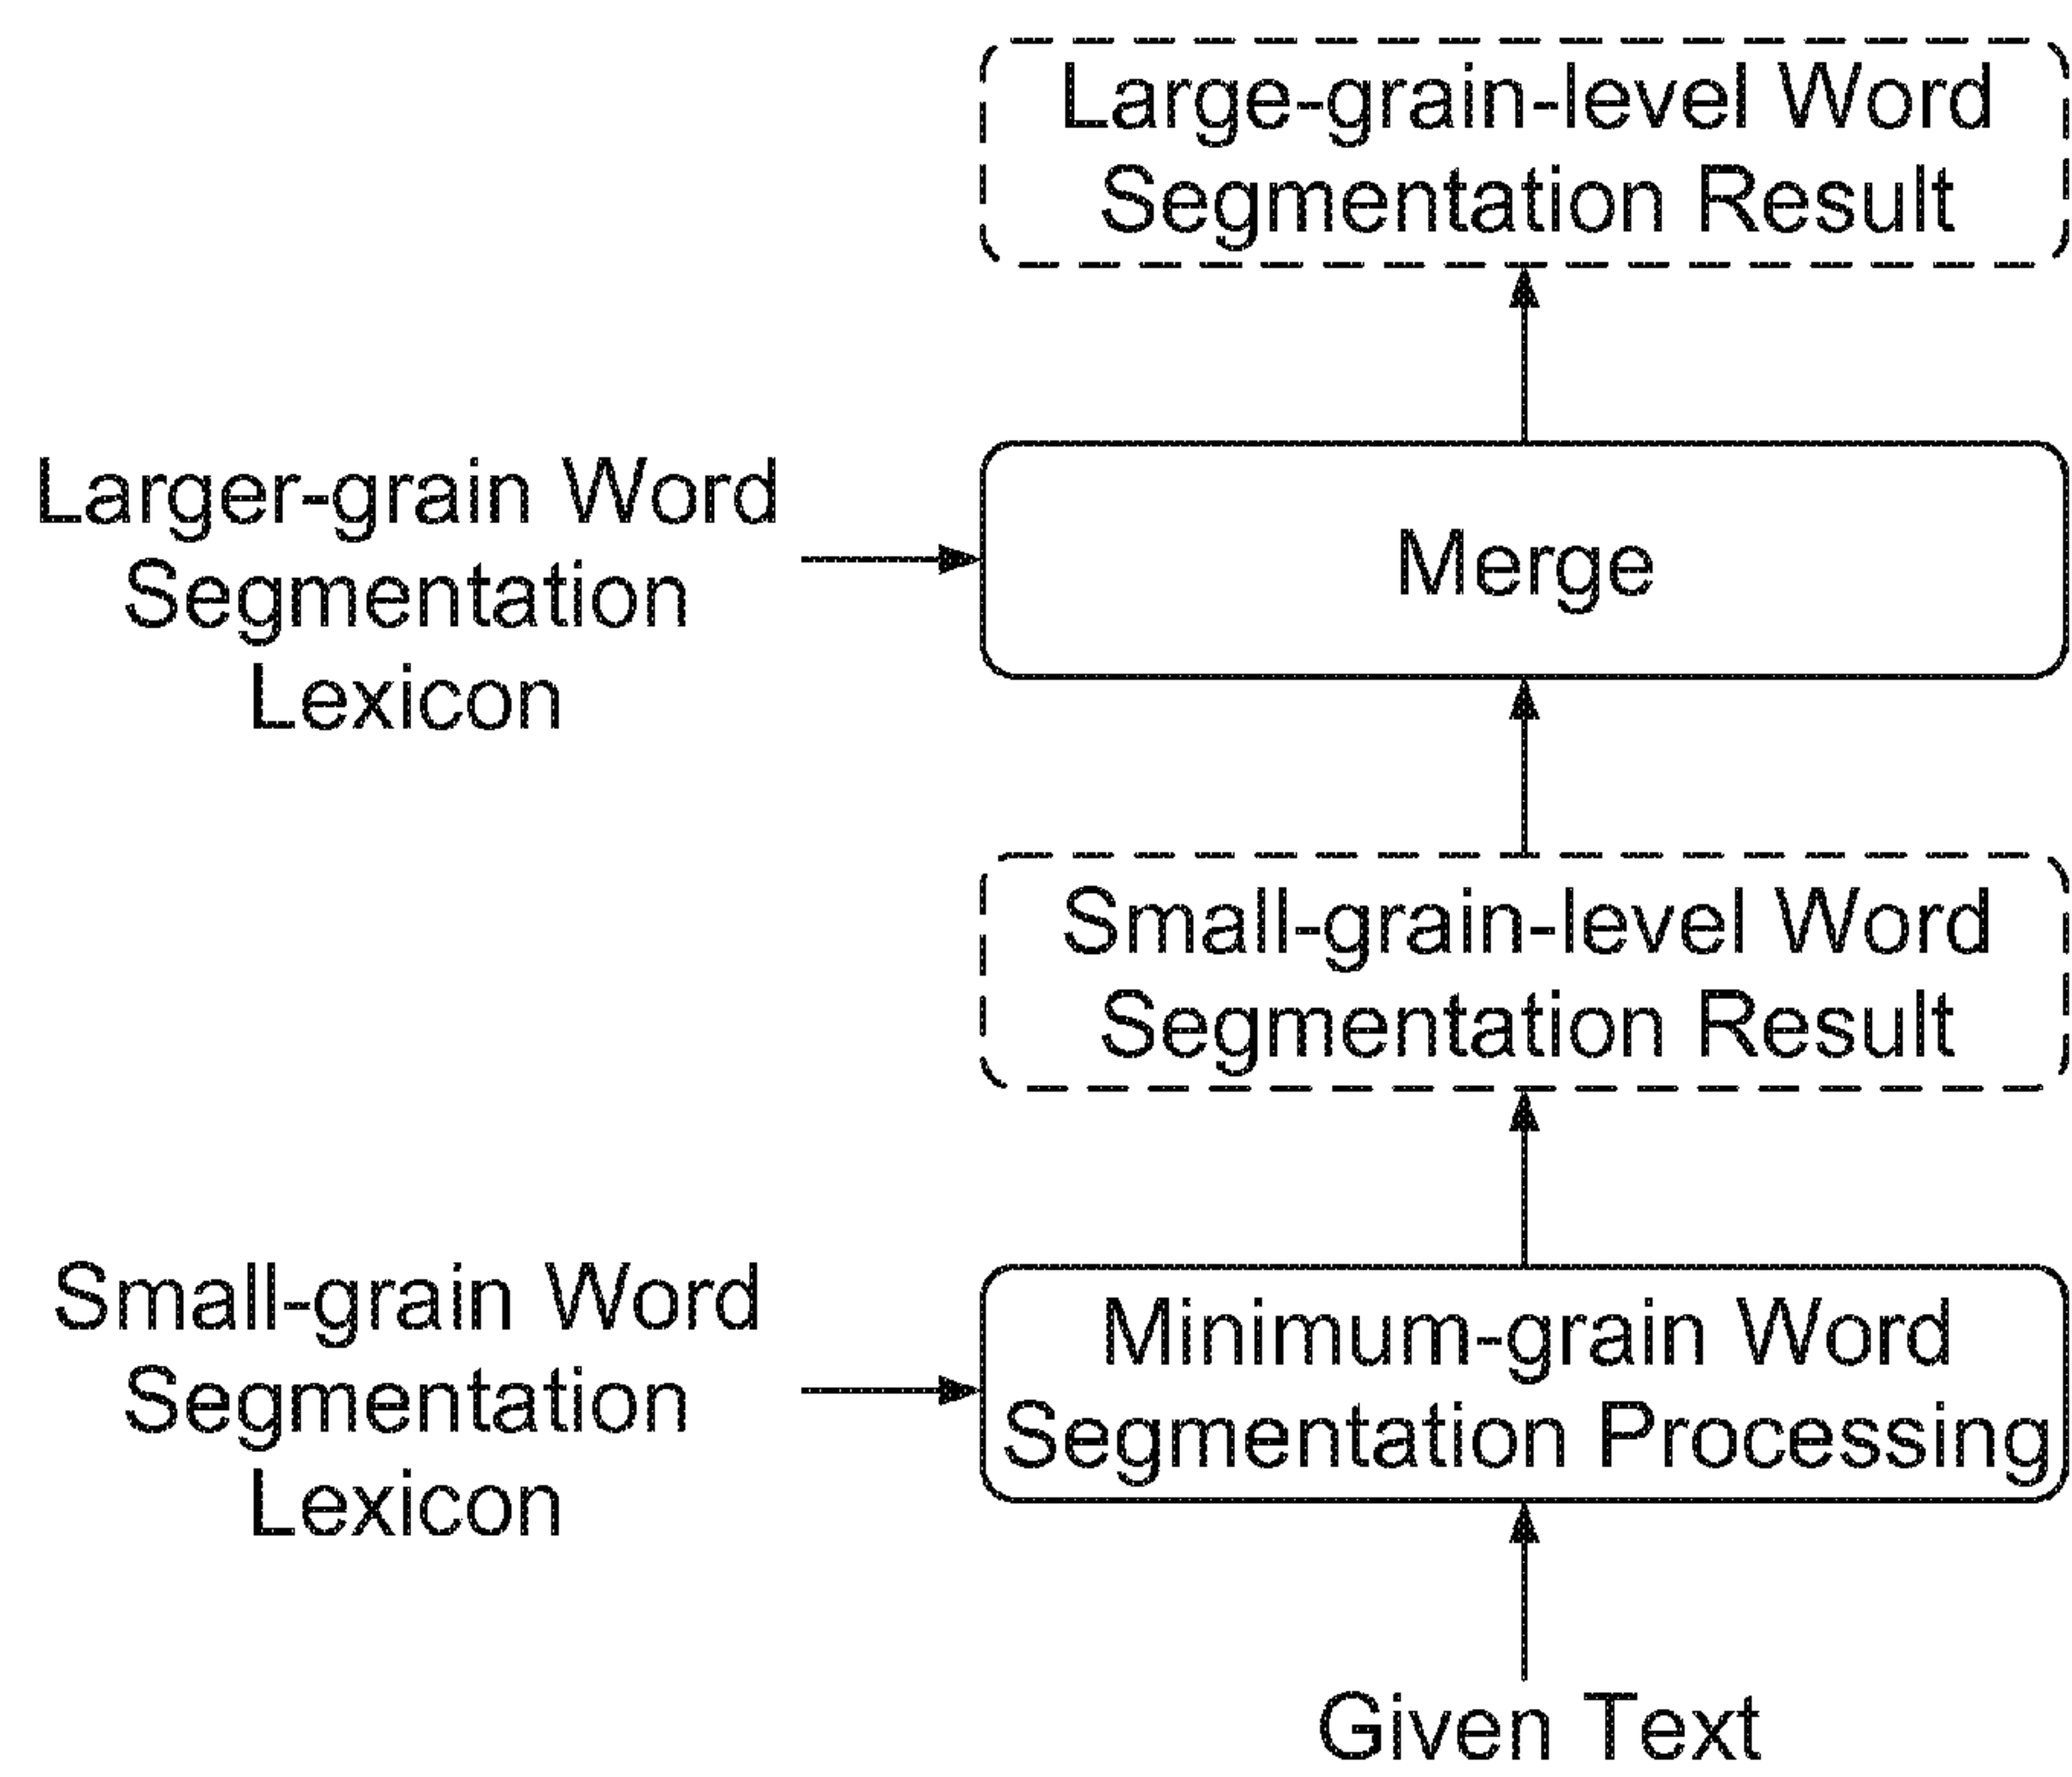 Large-grain-level Word
Segmentation Result
Larger-grain Word
Segmentation
Lexicon
Merge
Small-grain-level Word
Segmentation Result
Small-grain Word
Segmentation
Lexicon
Minimum-grain Word
Segmentation Processing
Given Text